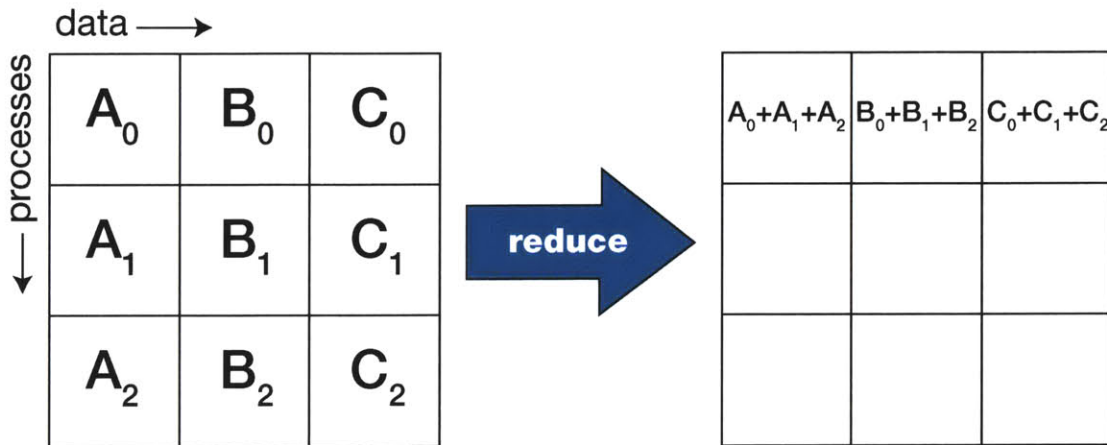 data
processes
A₀ B₀ C₀
A₁ B₁ C₁
A₂ B₂ C₂
reduce
A₀+A₁+A₂ B₀+B₁+B₂ C₀+C₁+C₂